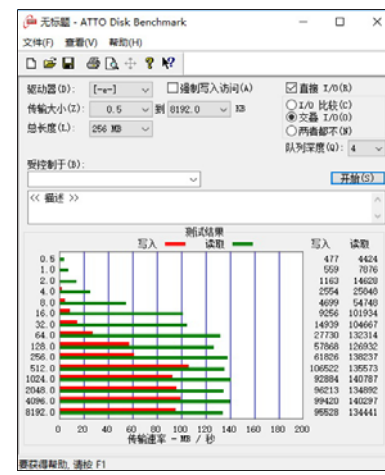 无标题 - ATTO Disk Benchmark
文件(F) 查看(V) 帮助(H)
驱动器(D): [-e-] 强制写入访问(A) 直接 I/O(R)
传输大小(Z): 0.5 到 8192.0 KB I/O 比较(C)
总长度(L): 256 MB 交叠 I/O(O)
两者都不(N)
队列深度(Q): 4
受控制于(D):
开始(S)
<< 描述 >>
测试结果
写入 读取 写入 读取
0.5 477 4424
1.0 559 7876
2.0 1163 14628
4.0 2554 25848
8.0 4699 54748
16.0 9256 101934
32.0 14939 104667
64.0 27730 132314
128.0 57868 126932
256.0 61826 138237
512.0 106522 135573
1024.0 92884 140787
2048.0 96213 134892
4096.0 99420 140297
8192.0 95528 134441
0 20 40 60 80 100 120 140 160 180 200
传输速率 - MB / 秒
要获得帮助, 请按 F1